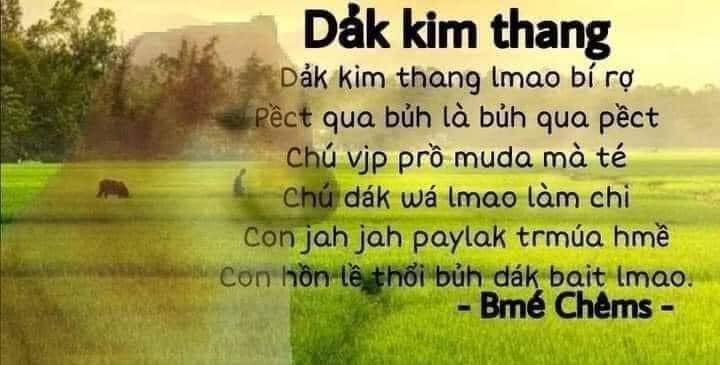 Dảk kim thang
Dảk kim thang lmao bí rợ
Pềct qua bủh là bủh qua pềct
Chú vjp prồ muda mà té
Chú dák wá lmao làm chi
Con jah jah paylak trmúa hmề
Con hồn lề thổi bủh dák bait lmao.
- Bmé Chêms -